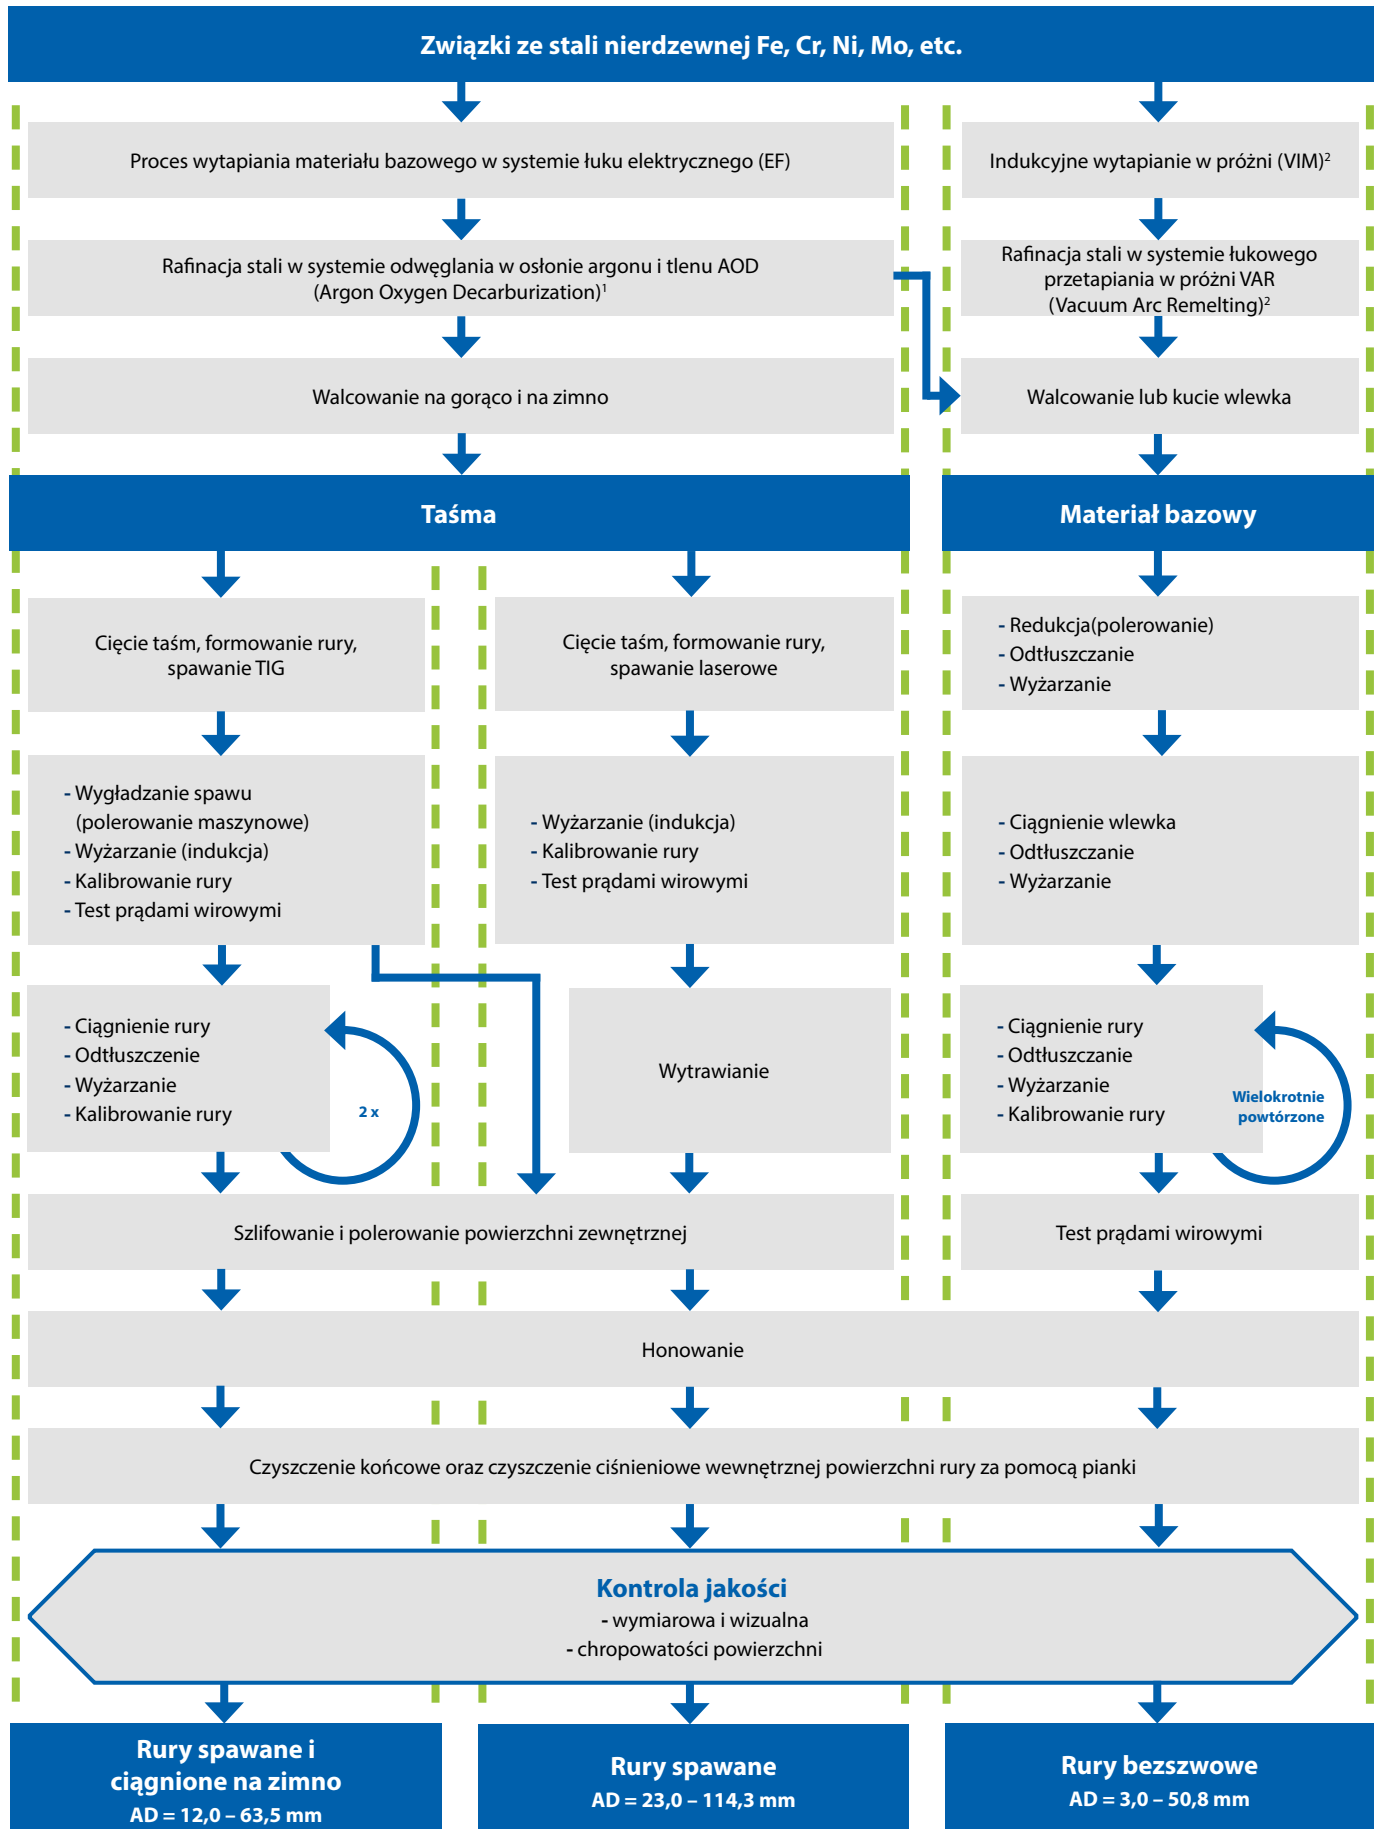 Związki ze stali nierdzewnej Fe, Cr, Ni, Mo, etc.
Proces wytapiania materiału bazowego w systemie łuku elektrycznego (EF)
Indukcyjne wytapianie w próżni (VIM)²
Rafinacja stali w systemie odwęglania w osłonie argonu i tlenu AOD
(Argon Oxygen Decarburization)¹
Rafinacja stali w systemie łukowego
przetapiania w próżni VAR
(Vacuum Arc Remelting)²
Walcowanie na gorąco i na zimno
Walcowanie lub kucie wlewka
Taśma
Materiał bazowy
Cięcie taśm, formowanie rury,
spawanie TIG
Cięcie taśm, formowanie rury,
spawanie laserowe
- Redukcja(polerowanie)
- Odtłuszczanie
- Wyżarzanie
- Wygładzanie spawu
(polerowanie maszynowe)
- Wyżarzanie (indukcja)
- Kalibrowanie rury
- Test prądami wirowymi
- Wyżarzanie (indukcja)
- Kalibrowanie rury
- Test prądami wirowymi
- Ciągnienie wlewka
- Odtłuszczanie
- Wyżarzanie
- Ciągnienie rury
- Odtłuszczenie
- Wyżarzanie
- Kalibrowanie rury
2 x
Wytrawianie
- Ciągnienie rury
- Odtłuszczanie
- Wyżarzanie
- Kalibrowanie rury
Wielokrotnie
powtórzone
Szlifowanie i polerowanie powierzchni zewnętrznej
Test prądami wirowymi
Honowanie
Czyszczenie końcowe oraz czyszczenie ciśnieniowe wewnętrznej powierzchni rury za pomocą pianki
Kontrola jakości
- wymiarowa i wizualna
- chropowatości powierzchni
Rury spawane i
ciągnione na zimno
AD = 12,0 – 63,5 mm
Rury spawane
AD = 23,0 – 114,3 mm
Rury bezszwowe
AD = 3,0 – 50,8 mm